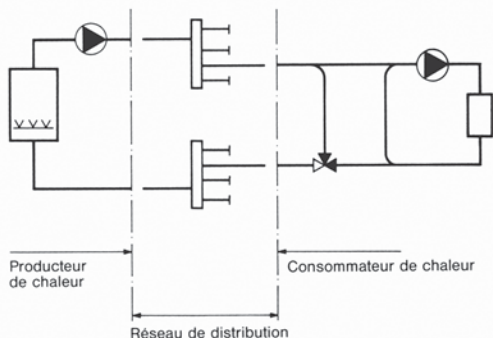 Producteur
de chaleur
Consommateur de chaleur
Réseau de distribution